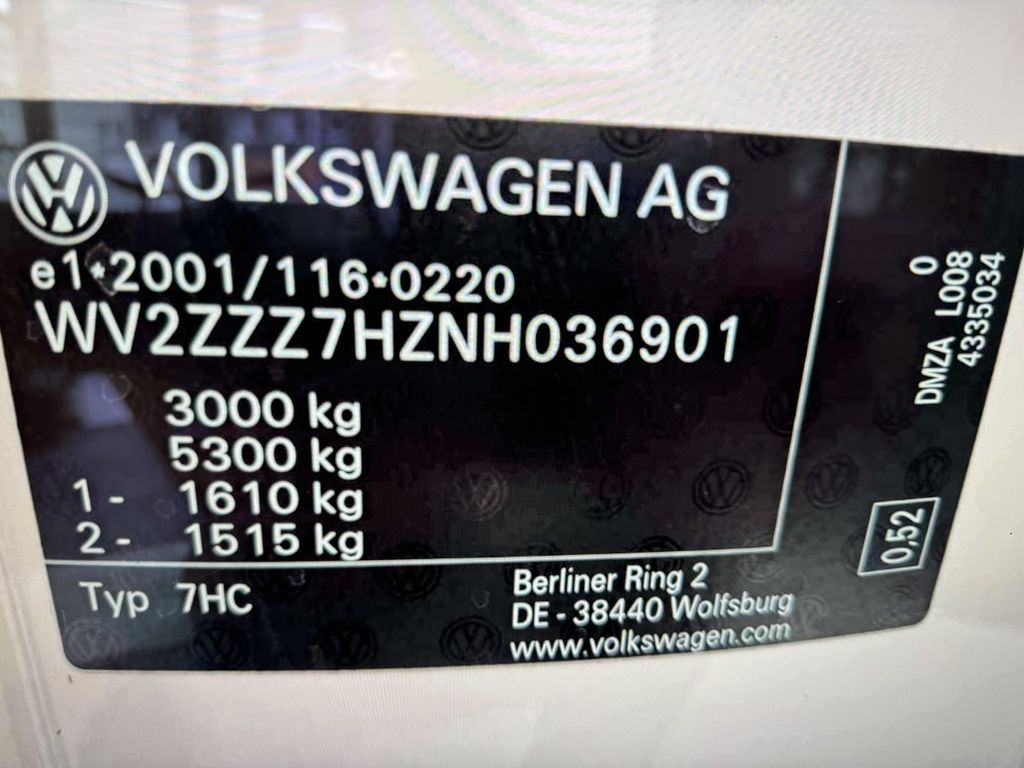 VOLKSWAGEN AG
e1*2001/116*0220
WV2ZZZ7HZNH036901
3000 kg
5300 kg
1 - 1610 kg
2 - 1515 kg
Typ 7HC
Berliner Ring 2
DE - 38440 Wolfsburg
www.volkswagen.com
0
DMZA L008
4335034
0,52